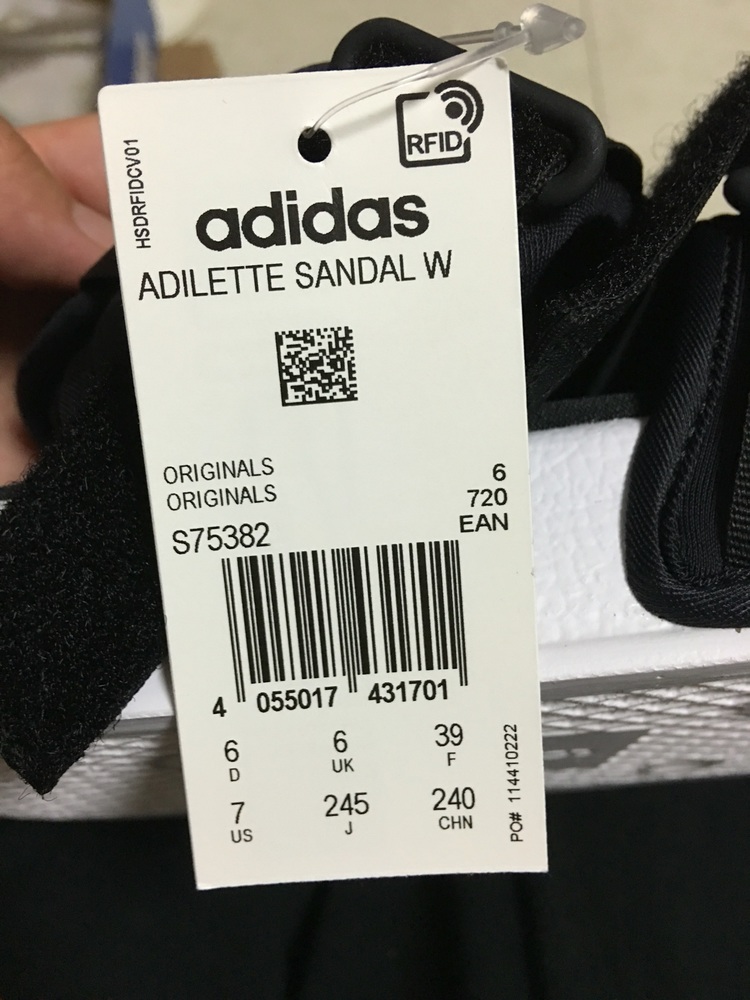 HSDRFIDCV01
RFID
adidas
ADILETTE SANDAL W
ORIGINALS
ORIGINALS
6
720
EAN
S75382
4 055017 431701
6 6 39
D UK F
7 245 240
US J CHN
PO# 114410222